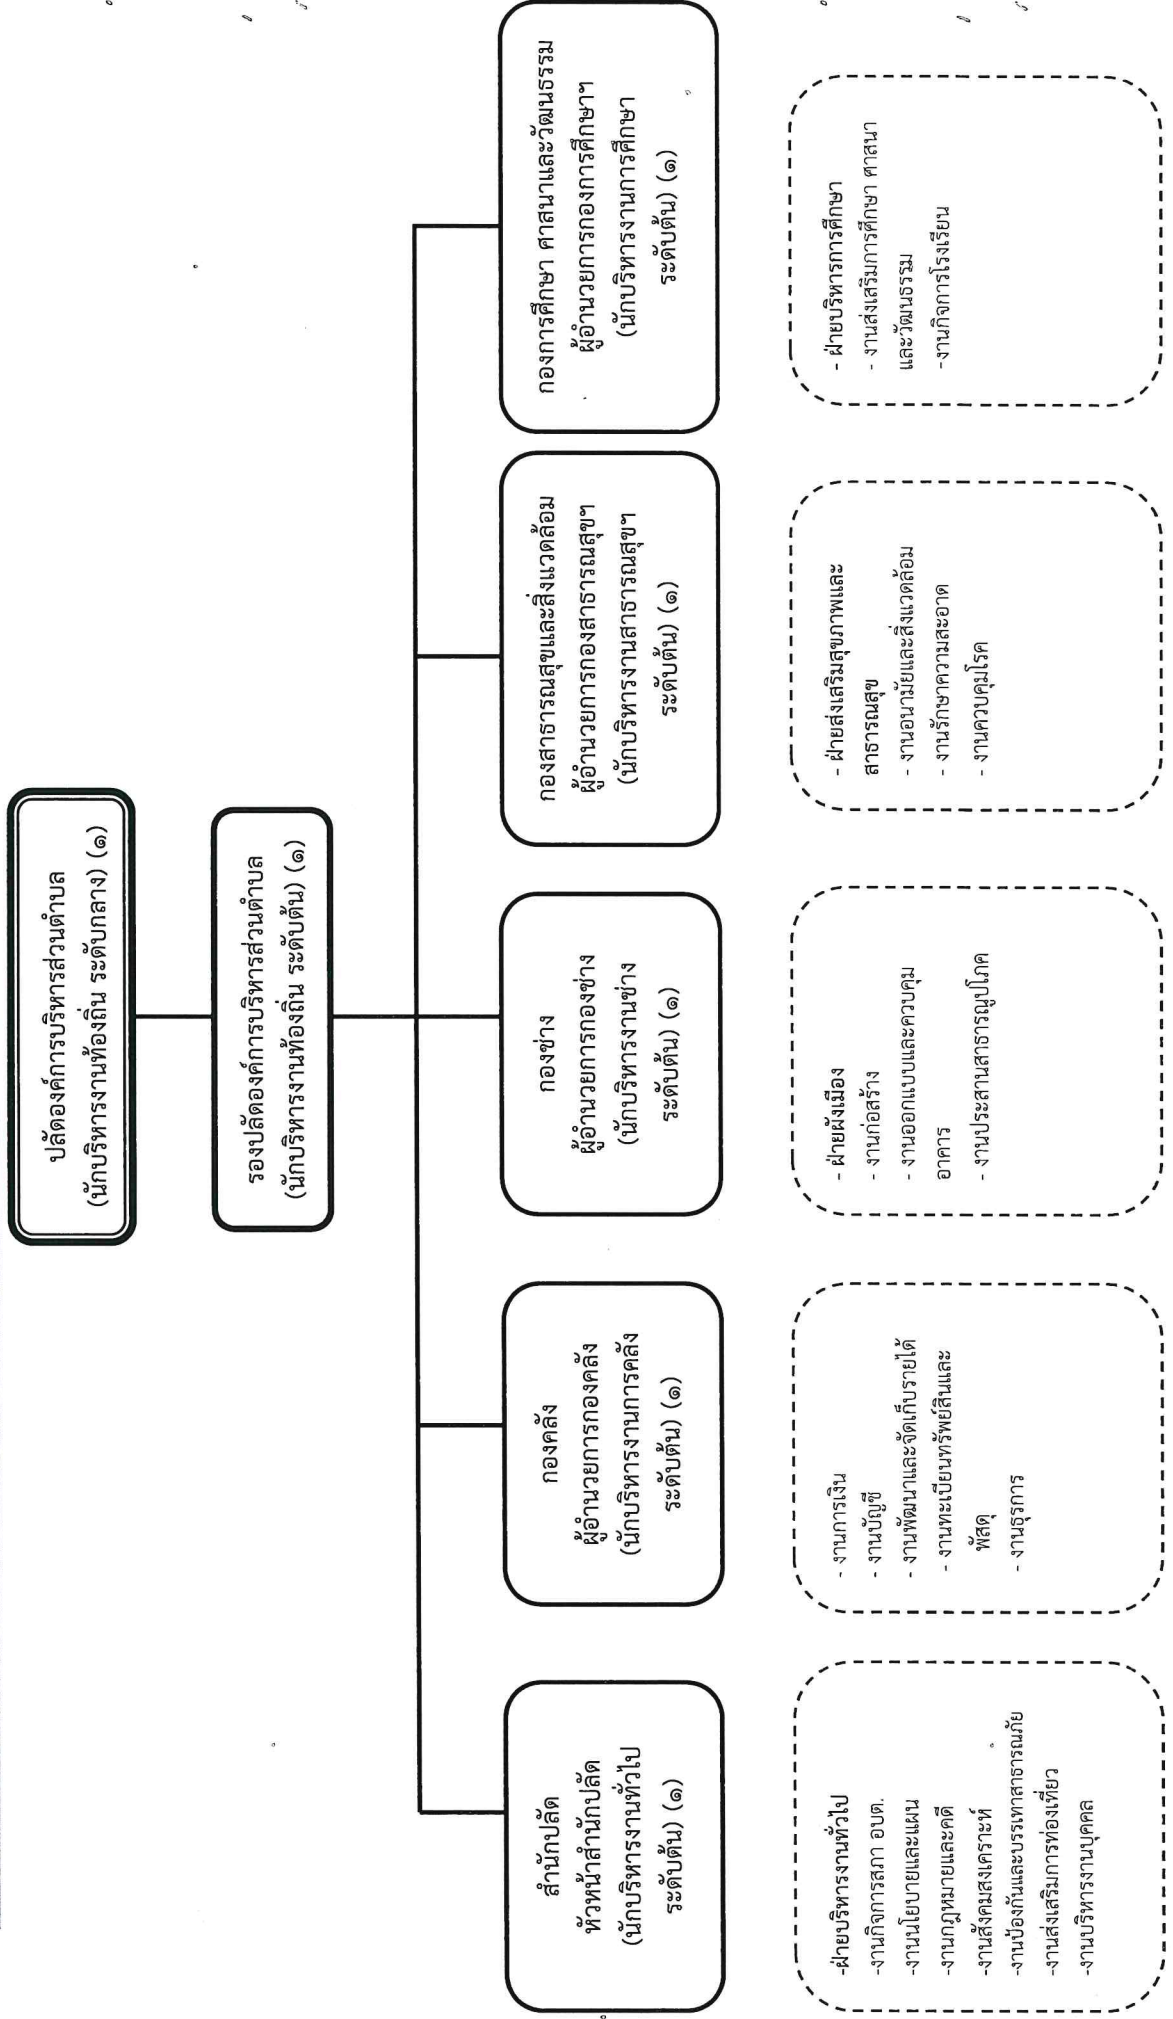 ปลัดองค์การบริหารส่วนตำบล
(นักบริหารงานท้องถิ่น ระดับกลาง) (๑)
รองปลัดองค์การบริหารส่วนตำบล
(นักบริหารงานท้องถิ่น ระดับต้น) (๑)
สำนักปลัด
หัวหน้าสำนักปลัด
(นักบริหารงานทั่วไป
ระดับต้น) (๑)
กองคลัง
ผู้อำนวยการกองคลัง
(นักบริหารงานการคลัง
ระดับต้น) (๑)
กองช่าง
ผู้อำนวยการกองช่าง
(นักบริหารงานช่าง
ระดับต้น) (๑)
กองสาธารณสุขและสิ่งแวดล้อม
ผู้อำนวยการกองสาธารณสุขฯ
(นักบริหารงานสาธารณสุขฯ
ระดับต้น) (๑)
กองการศึกษา ศาสนาและวัฒนธรรม
ผู้อำนวยการกองการศึกษาฯ
(นักบริหารงานการศึกษา
ระดับต้น) (๑)
-ฝ่ายบริหารงานทั่วไป
-งานกิจการสภา อบต.
-งานนโยบายและแผน
-งานกฎหมายและคดี
-งานสังคมสงเคราะห์
-งานป้องกันและบรรเทาสาธารณภัย
-งานส่งเสริมการท่องเที่ยว
-งานบริหารงานบุคคล
- งานการเงิน
- งานบัญชี
- งานพัฒนาและจัดเก็บรายได้
- งานทะเบียนทรัพย์สินและ
พัสดุ
- งานธุรการ
- ฝ่ายผังเมือง
- งานก่อสร้าง
- งานออกแบบและควบคุม
อาคาร
- งานประสานสาธารณูปโภค
- ฝ่ายส่งเสริมสุขภาพและ
สาธารณสุข
- งานอนามัยและสิ่งแวดล้อม
- งานรักษาความสะอาด
- งานควบคุมโรค
- ฝ่ายบริหารการศึกษา
- งานส่งเสริมการศึกษา ศาสนา
และวัฒนธรรม
-งานกิจการโรงเรียน